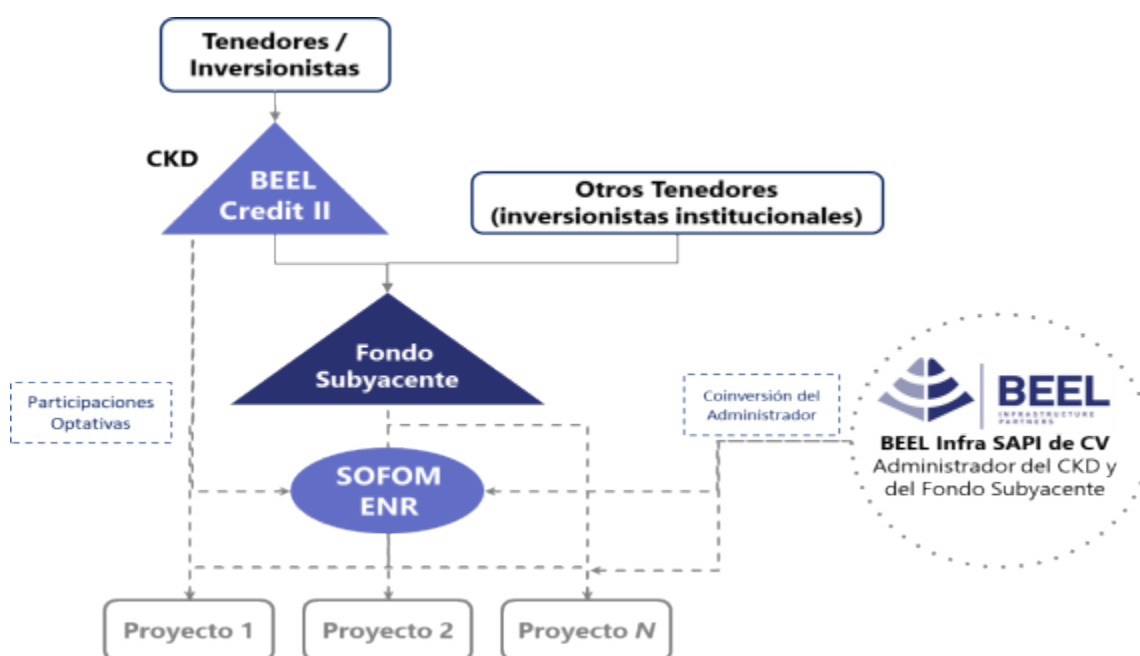 Tenedores /
Inversionistas
CKD
BEEL
Credit II
Otros Tenedores
(inversionistas institucionales)
Fondo
Subyacente
Participaciones
Optativas
Coinversión del
Administrador
BEEL
INFRASTRUCTURE
PARTNERS
BEEL Infra SAPI de CV
Administrador del CKD y
del Fondo Subyacente
SOFOM
ENR
Proyecto 1
Proyecto 2
Proyecto N